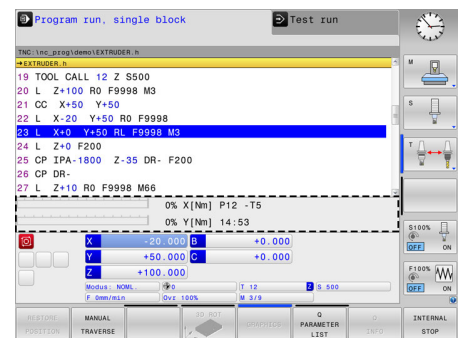 Program run, single block
Test run
TNC:\nc_prog\demo\EXTRUDER.h
→EXTRUDER.h
19 TOOL CALL 12 Z S500
20 L Z+100 R0 F9998 M3
21 CC X+50 Y+50
22 L X-20 Y+50 R0 F9998
23 L X+0 Y+50 RL F9998 M3
24 L Z+0 F200
25 CP IPA-1800 Z-35 DR- F200
26 CP DR-
27 L Z+10 R0 F9998 M66
0% X[Nm] P12 -T5
0% Y[Nm] 14:53
X -20.000 B +0.000
Y +50.000 C +0.000
Z +100.000
Modus: NOML. 0 T 12 Z S 500
F 0mm/min Ovr 100% M 3/9
M
S
T
S100%
OFF ON
F100%
OFF ON
RESTORE POSITION
MANUAL TRAVERSE
3D ROT
GRAPHICS
Q PARAMETER LIST
Q INFO
INTERNAL STOP